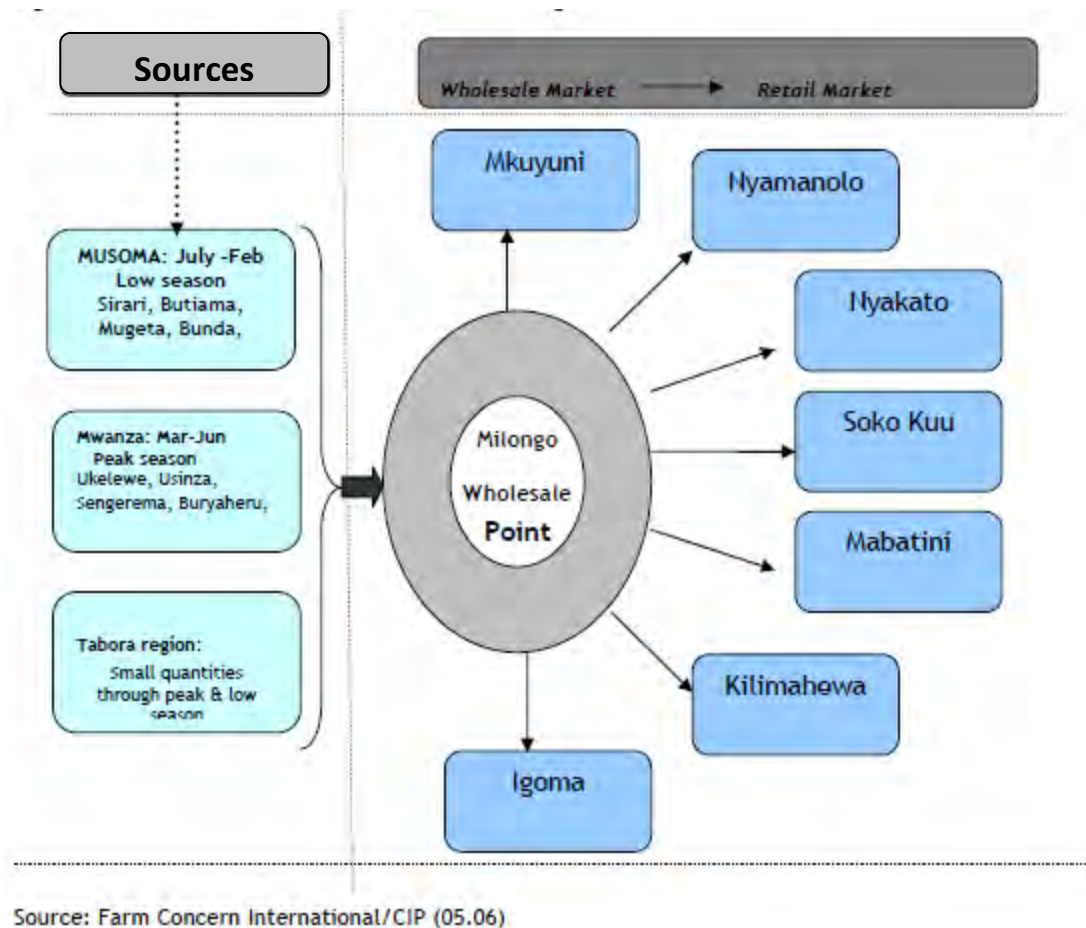 Sources
Wholesale Market
Retail Market
MUSOMA: July -Feb
Low season
Sirari, Butiama,
Mugeta, Bunda,
Mwanza: Mar-Jun
Peak season
Ukelewe, Usinza,
Sengerema, Buryaheru,
Tabora region:
Small quantities
through peak & low
season
Milongo
Wholesale
Point
Mkuyuni
Nyamanolo
Nyakato
Soko Kuu
Mabatini
Kilimahewa
Igoma
Source: Farm Concern International/CIP (05.06)